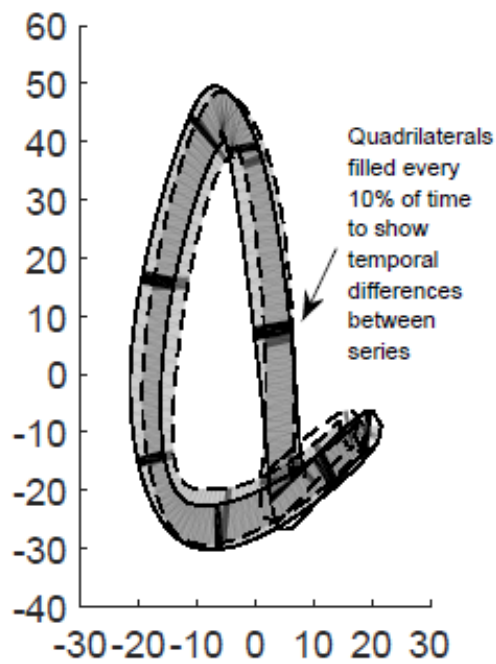 60
50
40
30
20
10
0
-10
-20
-30
-40
-30 -20 -10 0 10 20 30
Quadrilaterals
filled every
10% of time
to show
temporal
differences
between
series